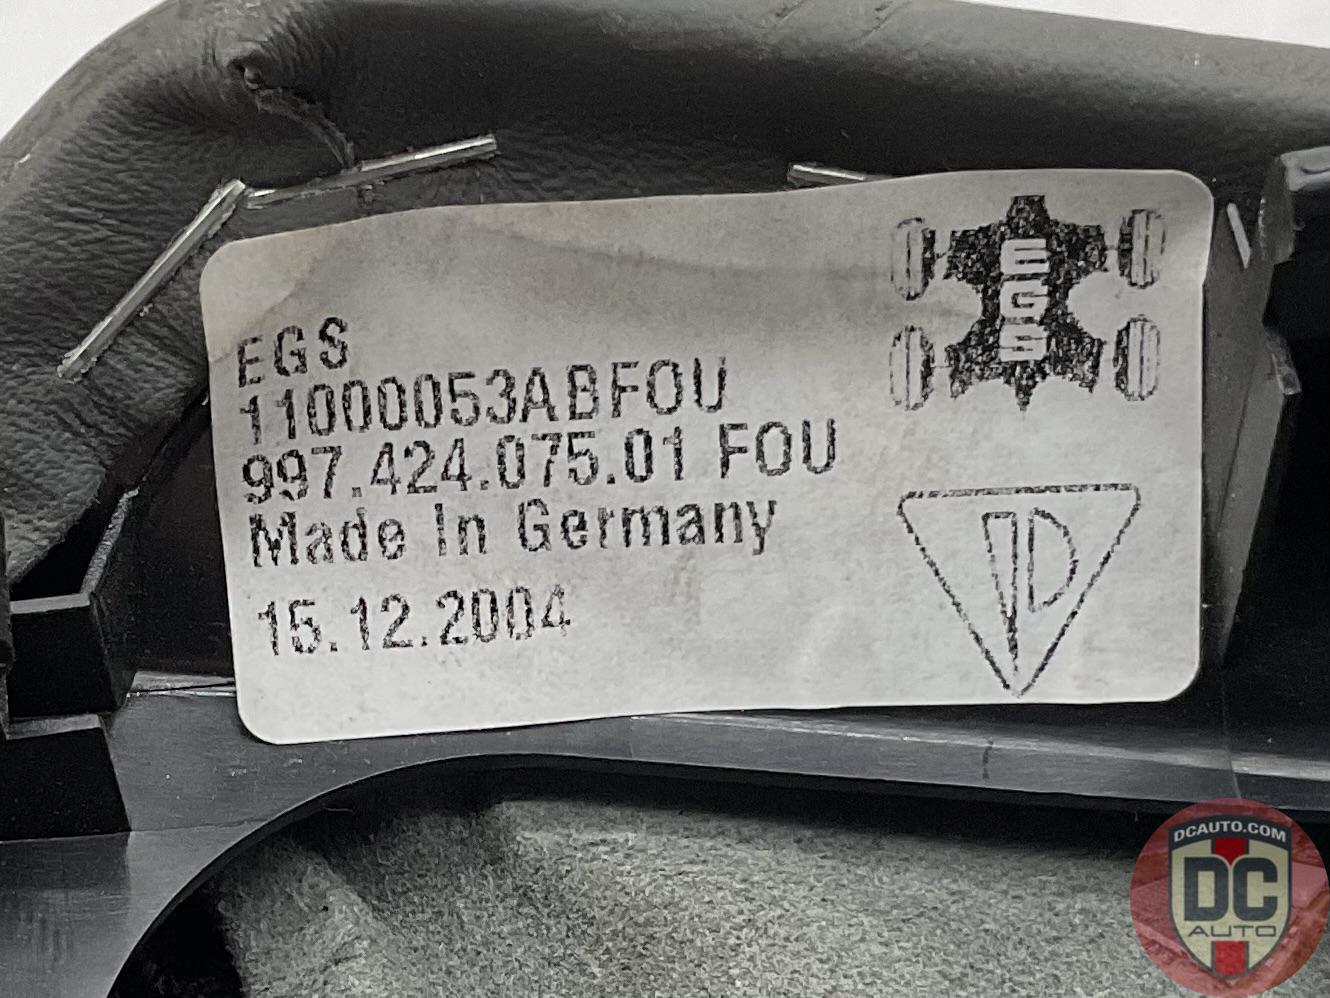 EGS
11000053ABFOU
997.424.075.01 FOU
Made In Germany
15.12.2004
EGS
DCAUTO.COM
DC
AUTO